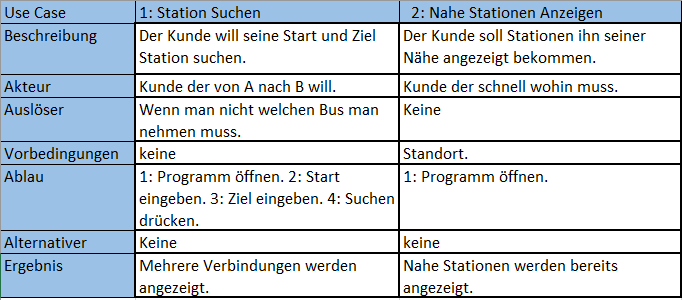 Use Case 1: Station Suchen 2: Nahe Stationen Anzeigen
Beschreibung Der Kunde will seine Start und Ziel Der Kunde soll Stationen ihn seiner
Station suchen. Nähe angezeigt bekommen.
Akteur Kunde der von A nach B will. Kunde der schnell wohin muss.
Auslöser Wenn man nicht welchen Bus man Keine
nehmen muss.
Vorbedingungen keine Standort.
Ablau 1: Programm öffnen. 2: Start 1: Programm öffnen.
eingeben. 3: Ziel eingeben. 4: Suchen
drücken.
Alternativer Keine keine
Ergebnis Mehrere Verbindungen werden Nahe Stationen werden bereits
angezeigt. angezeigt.